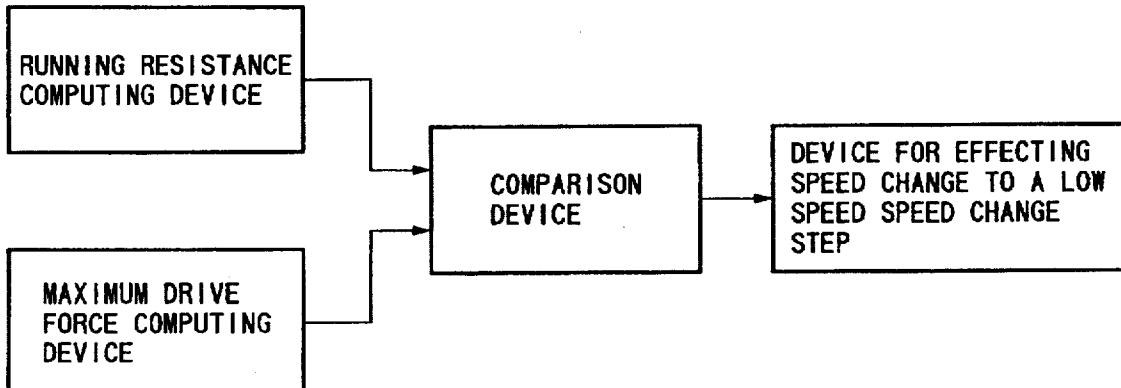 RUNNING RESISTANCE
COMPUTING DEVICE
MAXIMUM DRIVE
FORCE COMPUTING
DEVICE
COMPARISON
DEVICE
DEVICE FOR EFFECTING
SPEED CHANGE TO A LOW
SPEED SPEED CHANGE
STEP